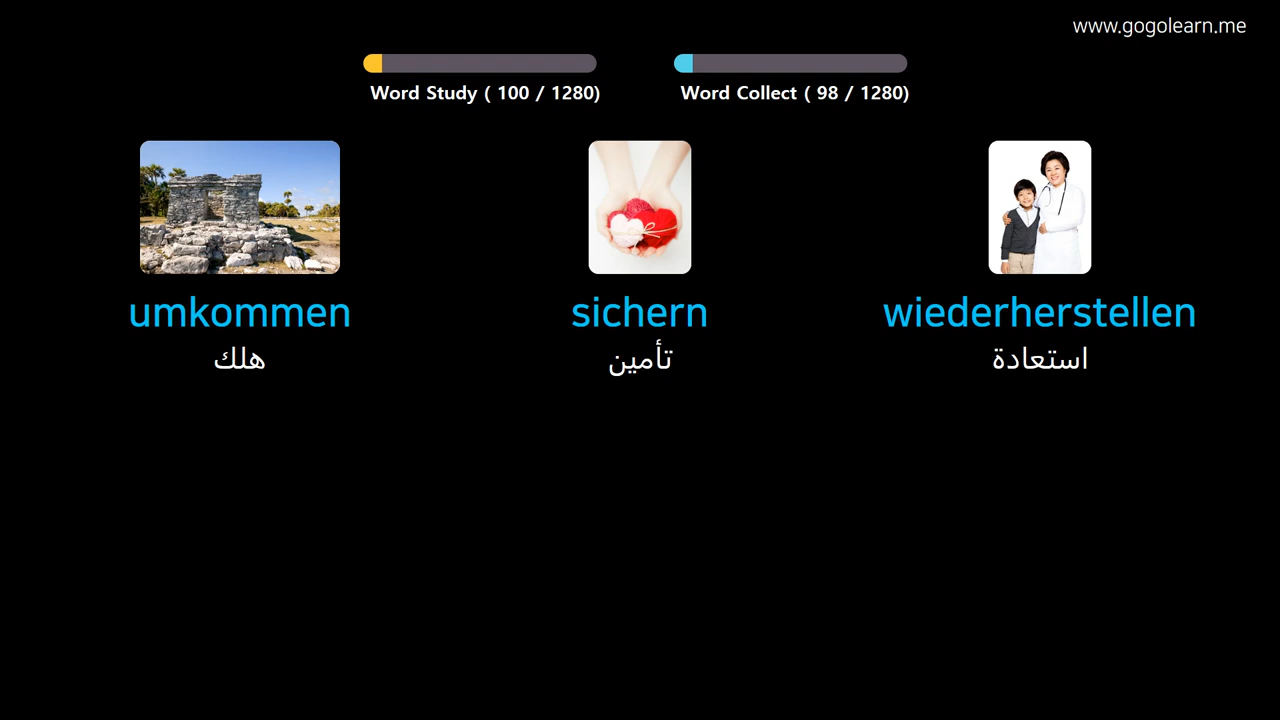 www.gogolearn.me
Word Study ( 100 / 1280)
Word Collect ( 98 / 1280)
umkommen
هلك
sichern
تأمين
wiederherstellen
استعادة